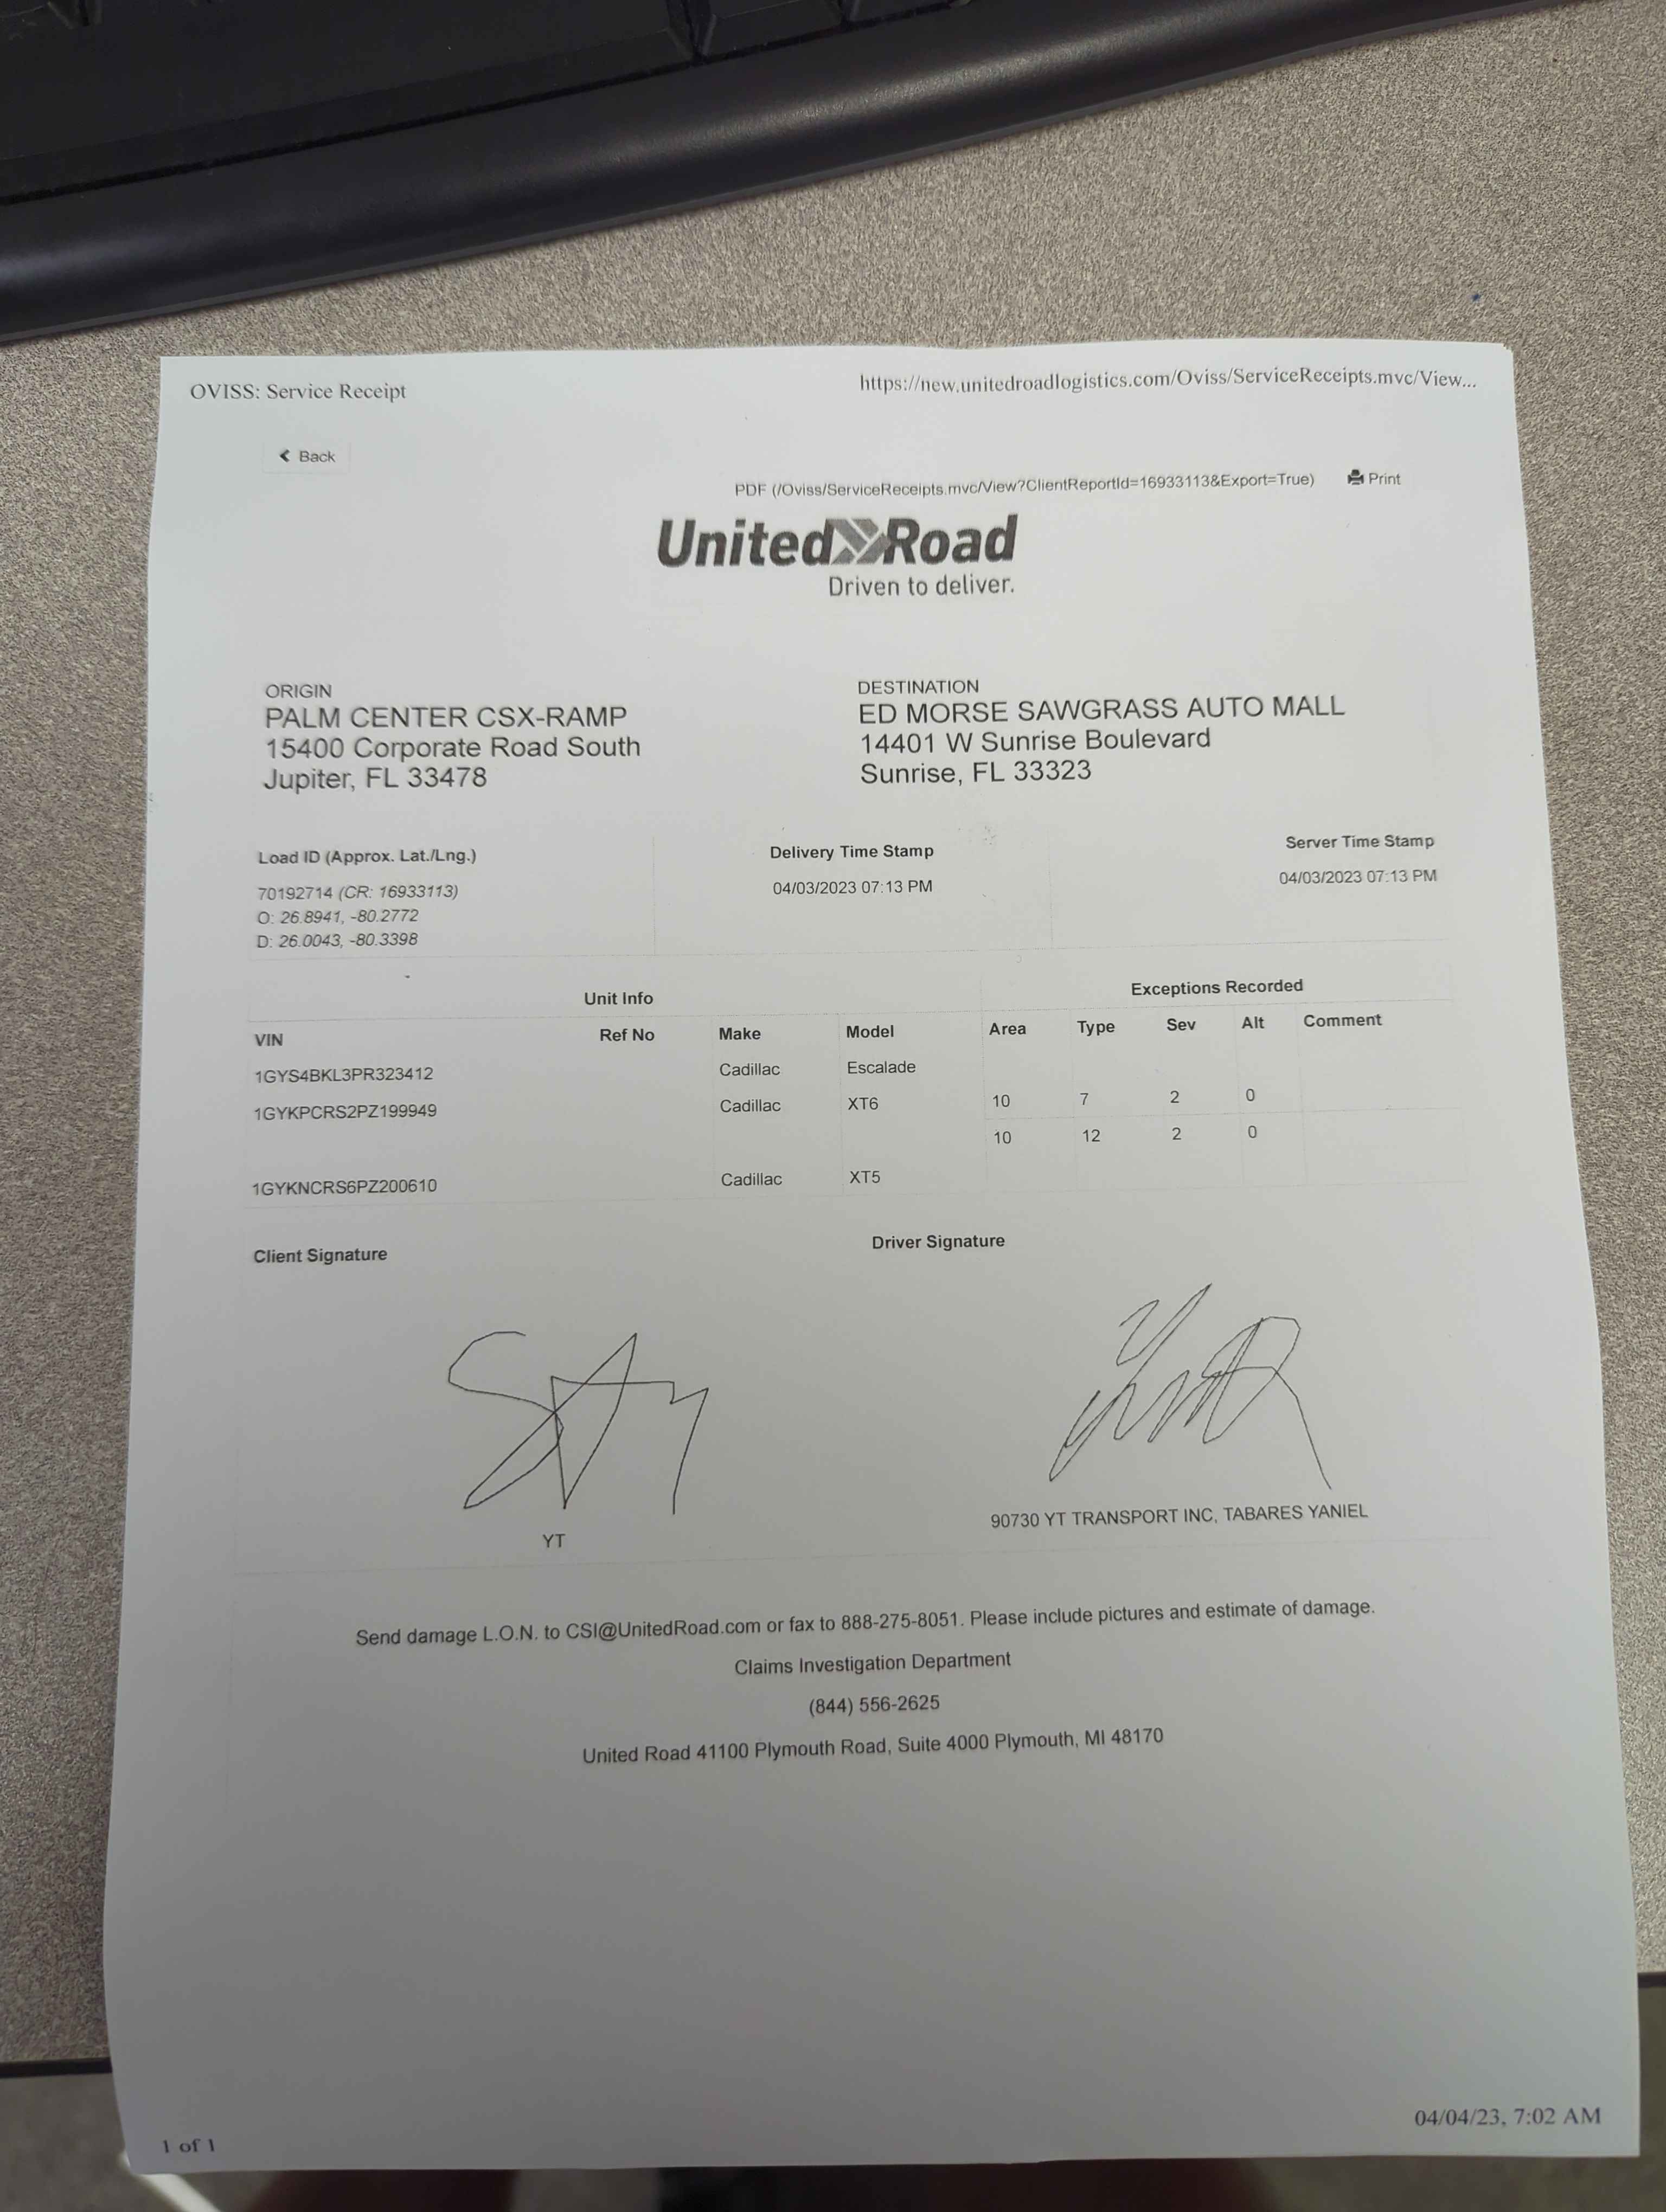 OVISS: Service Receipt
https://new.unitedroadlogistics.com/Oviss/ServiceReceipts.mvc/View...
Back
PDF (/Oviss/ServiceReceipts.mvc/View?ClientReportId=16933113&Export=True) Print
United Road
Driven to deliver.
ORIGIN
PALM CENTER CSX-RAMP
15400 Corporate Road South
Jupiter, FL 33478
DESTINATION
ED MORSE SAWGRASS AUTO MALL
14401 W Sunrise Boulevard
Sunrise, FL 33323
Load ID (Approx. Lat./Lng.)
70192714 (CR: 16933113)
O: 26.8941, -80.2772
D: 26.0043, -80.3398
Delivery Time Stamp
04/03/2023 07:13 PM
Server Time Stamp
04/03/2023 07:13 PM
Unit Info Exceptions Recorded
VIN Ref No Make Model Area Type Sev Alt Comment
1GYS4BKL3PR323412 Cadillac Escalade
1GYKPCRS2PZ199949 Cadillac XT6 10 7 2 0
10 12 2 0
1GYKNCRS6PZ200610 Cadillac XT5
Client Signature
YT
Driver Signature
90730 YT TRANSPORT INC, TABARES YANIEL
Send damage L.O.N. to CSI@UnitedRoad.com or fax to 888-275-8051. Please include pictures and estimate of damage.
Claims Investigation Department
(844) 556-2625
United Road 41100 Plymouth Road, Suite 4000 Plymouth, MI 48170
1 of 1
04/04/23, 7:02 AM